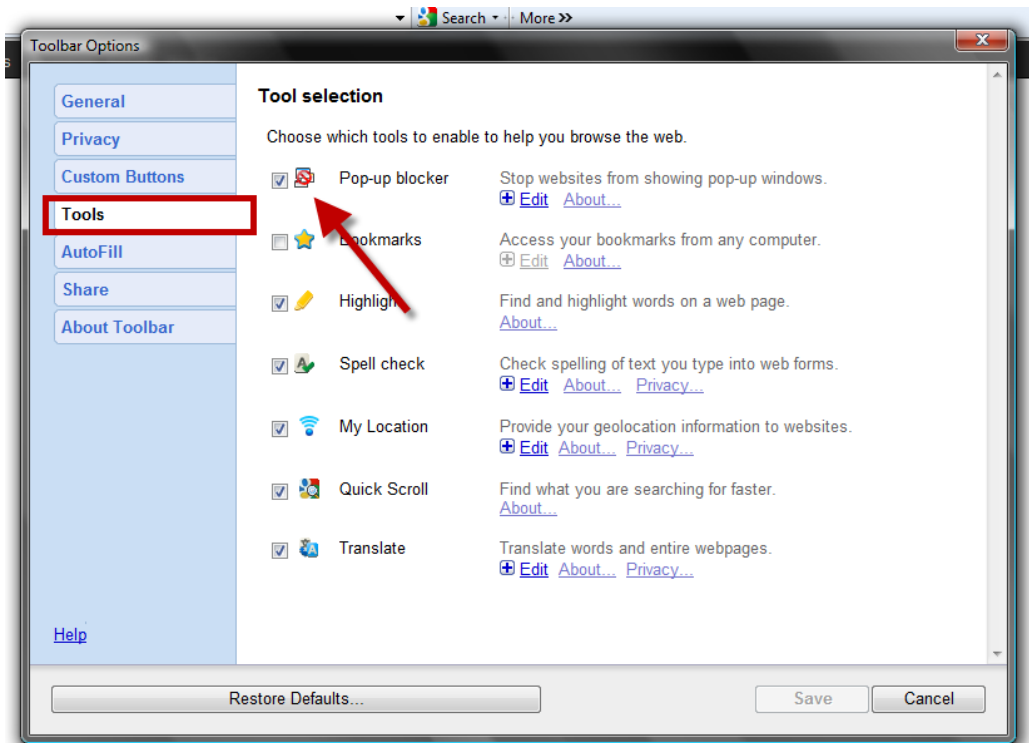 Search
More >>
Toolbar Options
X
s
General
Privacy
Custom Buttons
Tools
AutoFill
Share
About Toolbar
Help
Tool selection
Choose which tools to enable to help you browse the web.
Pop-up blocker
Stop websites from showing pop-up windows.
Edit About...
Bookmarks
Access your bookmarks from any computer.
Edit About...
Highlight
Find and highlight words on a web page.
About...
Spell check
Check spelling of text you type into web forms.
Edit About... Privacy...
My Location
Provide your geolocation information to websites.
Edit About... Privacy...
Quick Scroll
Find what you are searching for faster.
About...
Translate
Translate words and entire webpages.
Edit About... Privacy...
Restore Defaults...
Save
Cancel